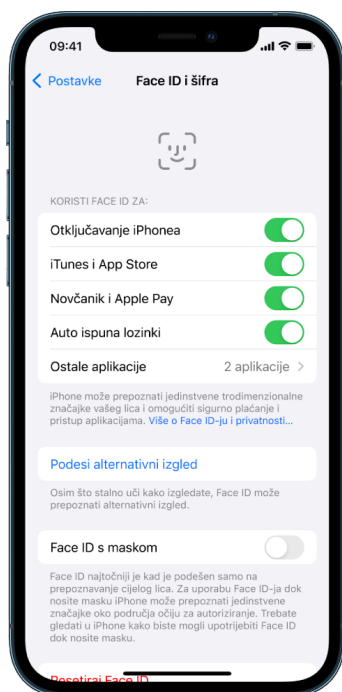 09:41
Postavke Face ID i šifra
KORISTI FACE ID ZA:
Otključavanje iPhonea
iTunes i App Store
Novčanik i Apple Pay
Auto ispuna lozinki
Ostale aplikacije 2 aplikacije
iPhone može prepoznati jedinstvene trodimenzionalne
značajke vašeg lica i omogućiti sigurno plaćanje i
pristup aplikacijama. Više o Face ID-ju i privatnosti...
Podesi alternativni izgled
Osim što stalno uči kako izgledate, Face ID može
prepoznati alternativni izgled.
Face ID s maskom
Face ID najtočniji je kad je podešen samo na
prepoznavanje cijelog lica. Za uporabu Face ID-ja dok
nosite masku iPhone može prepoznati jedinstvene
značajke oko područja očiju za autoriziranje. Trebate
gledati u iPhone kako biste mogli upotrijebiti Face ID
dok nosite masku.
Resetiraj Face ID